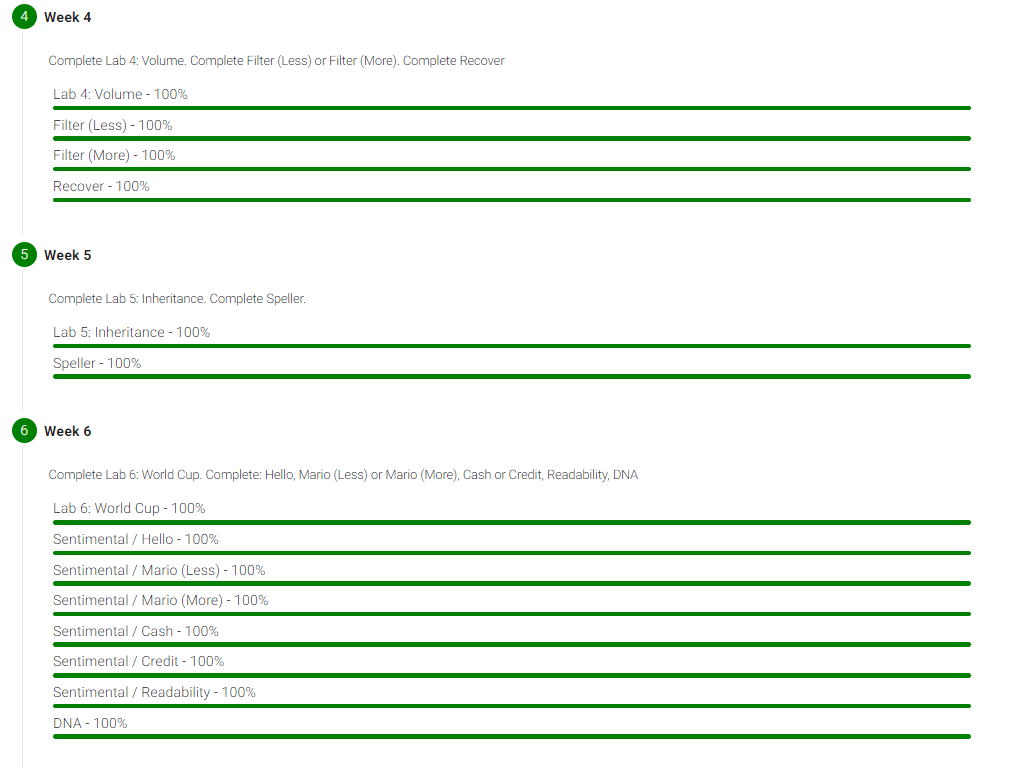 4 Week 4
Complete Lab 4: Volume. Complete Filter (Less) or Filter (More). Complete Recover
Lab 4: Volume - 100%
Filter (Less) - 100%
Filter (More) - 100%
Recover - 100%
5 Week 5
Complete Lab 5: Inheritance. Complete Speller.
Lab 5: Inheritance - 100%
Speller - 100%
6 Week 6
Complete Lab 6: World Cup. Complete: Hello, Mario (Less) or Mario (More), Cash or Credit, Readability, DNA
Lab 6: World Cup - 100%
Sentimental / Hello - 100%
Sentimental / Mario (Less) - 100%
Sentimental / Mario (More) - 100%
Sentimental / Cash - 100%
Sentimental / Credit - 100%
Sentimental / Readability - 100%
DNA - 100%